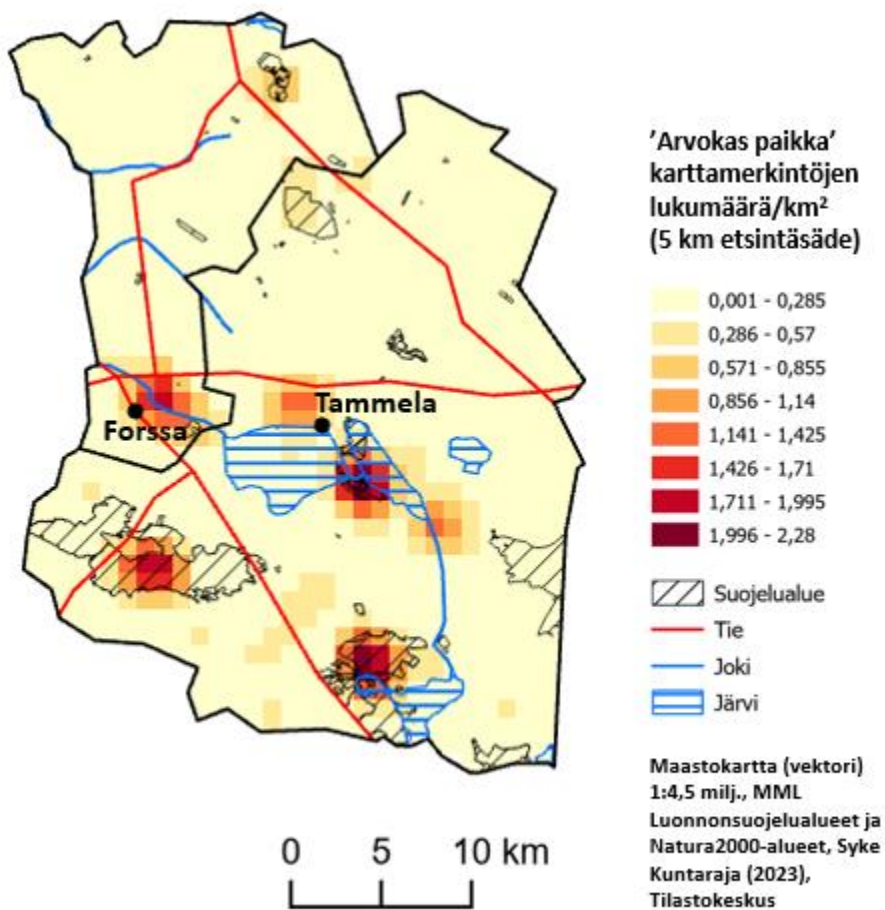 Tammela
Forssa
'Arvokas paikka'
karttamerkintöjen
lukumäärä/km²
(5 km etsintäsäde)
0,001 - 0,285
0,286 - 0,57
0,571 - 0,855
0,856 - 1,14
1,141 - 1,425
1,426 - 1,71
1,711 - 1,995
1,996 - 2,28
Suojelualue
Tie
Joki
Järvi
Maastokartta (vektori)
1:4,5 milj., MML
Luonnonsuojelualueet ja
Natura2000-alueet, Syke
Kuntaraja (2023),
Tilastokeskus
0 5 10 km